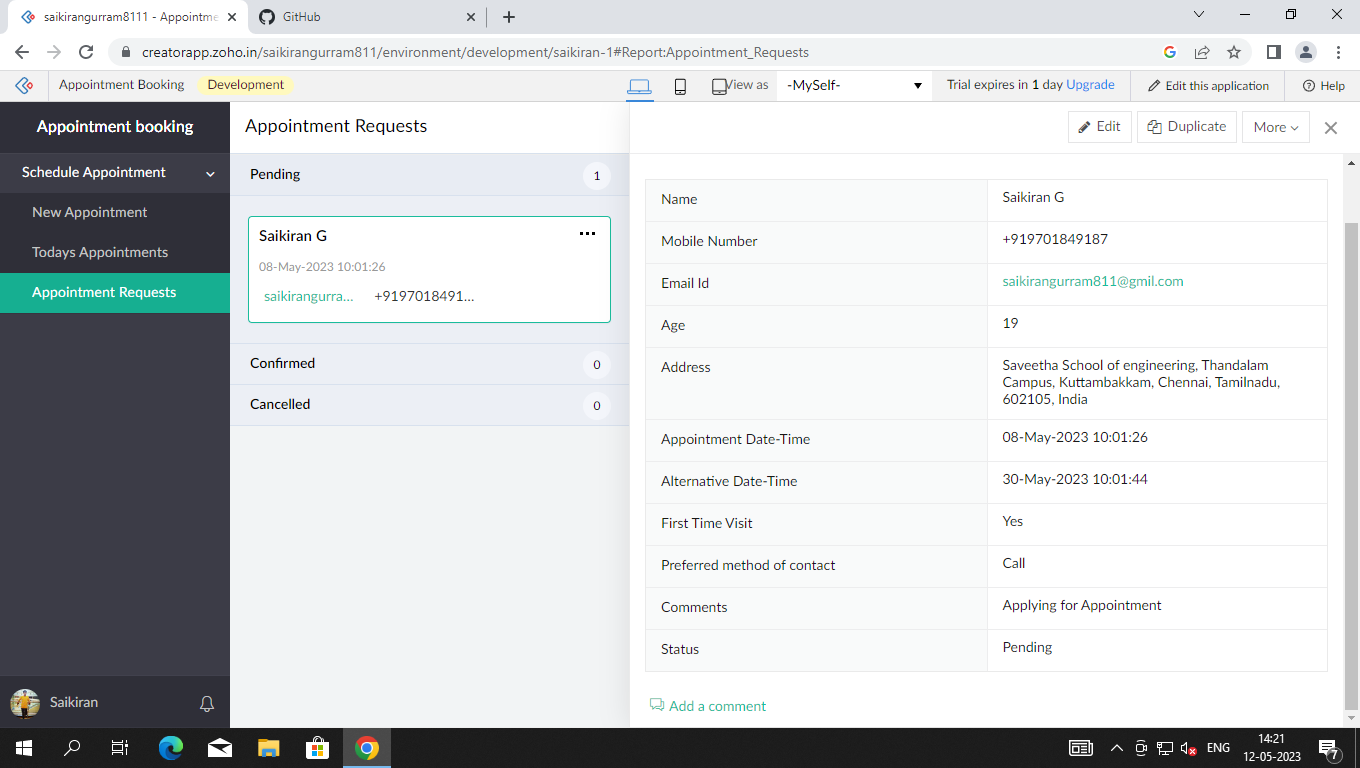 saikirangurram8111 - Appointme
GitHub
creatorapp.zoho.in/saikirangurram811/environment/development/saikiran-1#Report:Appointment_Requests
Appointment Booking Development View as -MySelf- Trial expires in 1 day Upgrade Edit this application Help
Appointment booking
Schedule Appointment
New Appointment
Todays Appointments
Appointment Requests
Saikiran
Appointment Requests
Pending 1
Saikiran G
08-May-2023 10:01:26
saikirangurra... +9197018491...
Confirmed 0
Cancelled 0
Edit Duplicate More
Name Saikiran G
Mobile Number +919701849187
Email Id saikirangurram811@gmil.com
Age 19
Address Saveetha School of engineering, Thandalam
Campus, Kuttambakkam, Chennai, Tamilnadu,
602105, India
Appointment Date-Time 08-May-2023 10:01:26
Alternative Date-Time 30-May-2023 10:01:44
First Time Visit Yes
Preferred method of contact Call
Comments Applying for Appointment
Status Pending
Add a comment
ENG
14:21
12-05-2023
7